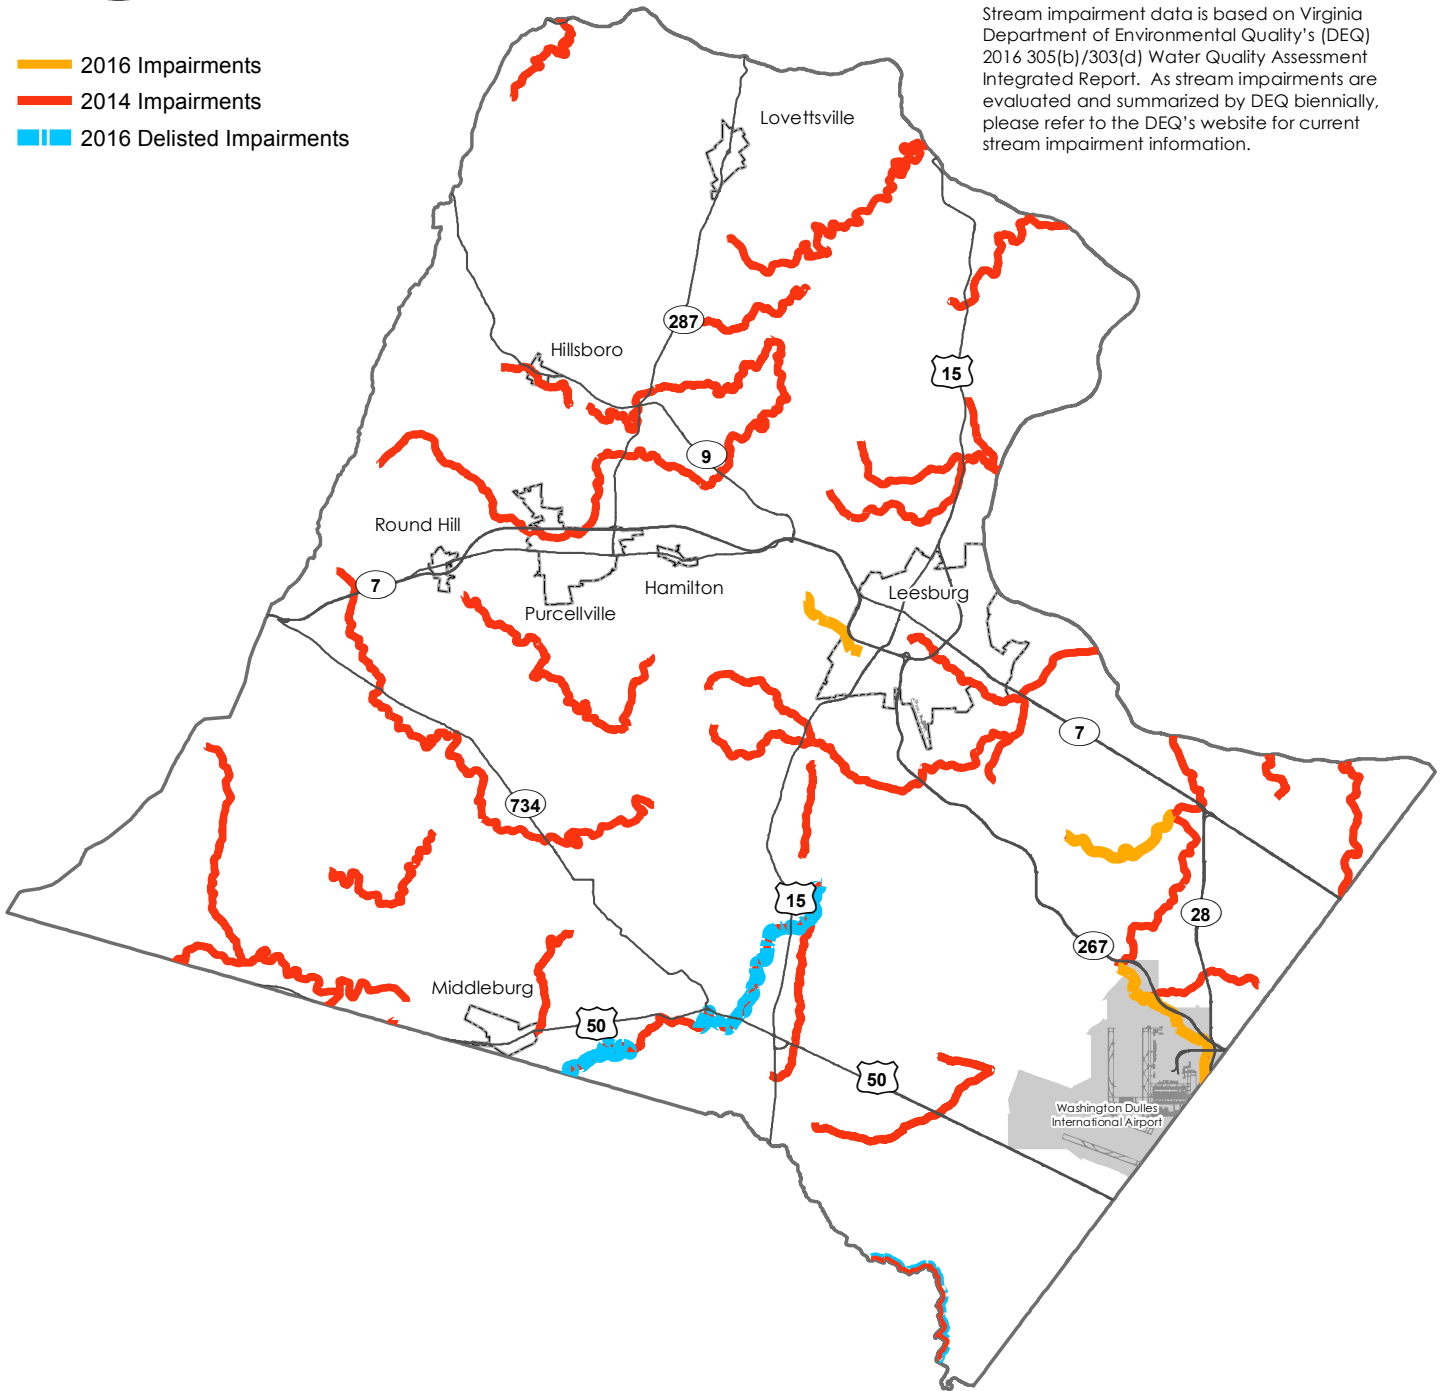 Stream impairment data is based on Virginia
Department of Environmental Quality's (DEQ)
2016 305(b)/303(d) Water Quality Assessment
Integrated Report.  As stream impairments are
evaluated and summarized by DEQ biennially,
please refer to the DEQ's website for current
stream impairment information.
2016 Impairments
2014 Impairments
2016 Delisted Impairments
Lovettsville
287
Hillsboro
15
9
Round Hill
7
Hamilton
Purcellville
Leesburg
7
734
15
28
267
Middleburg
50
50
Washington Dulles
International Airport